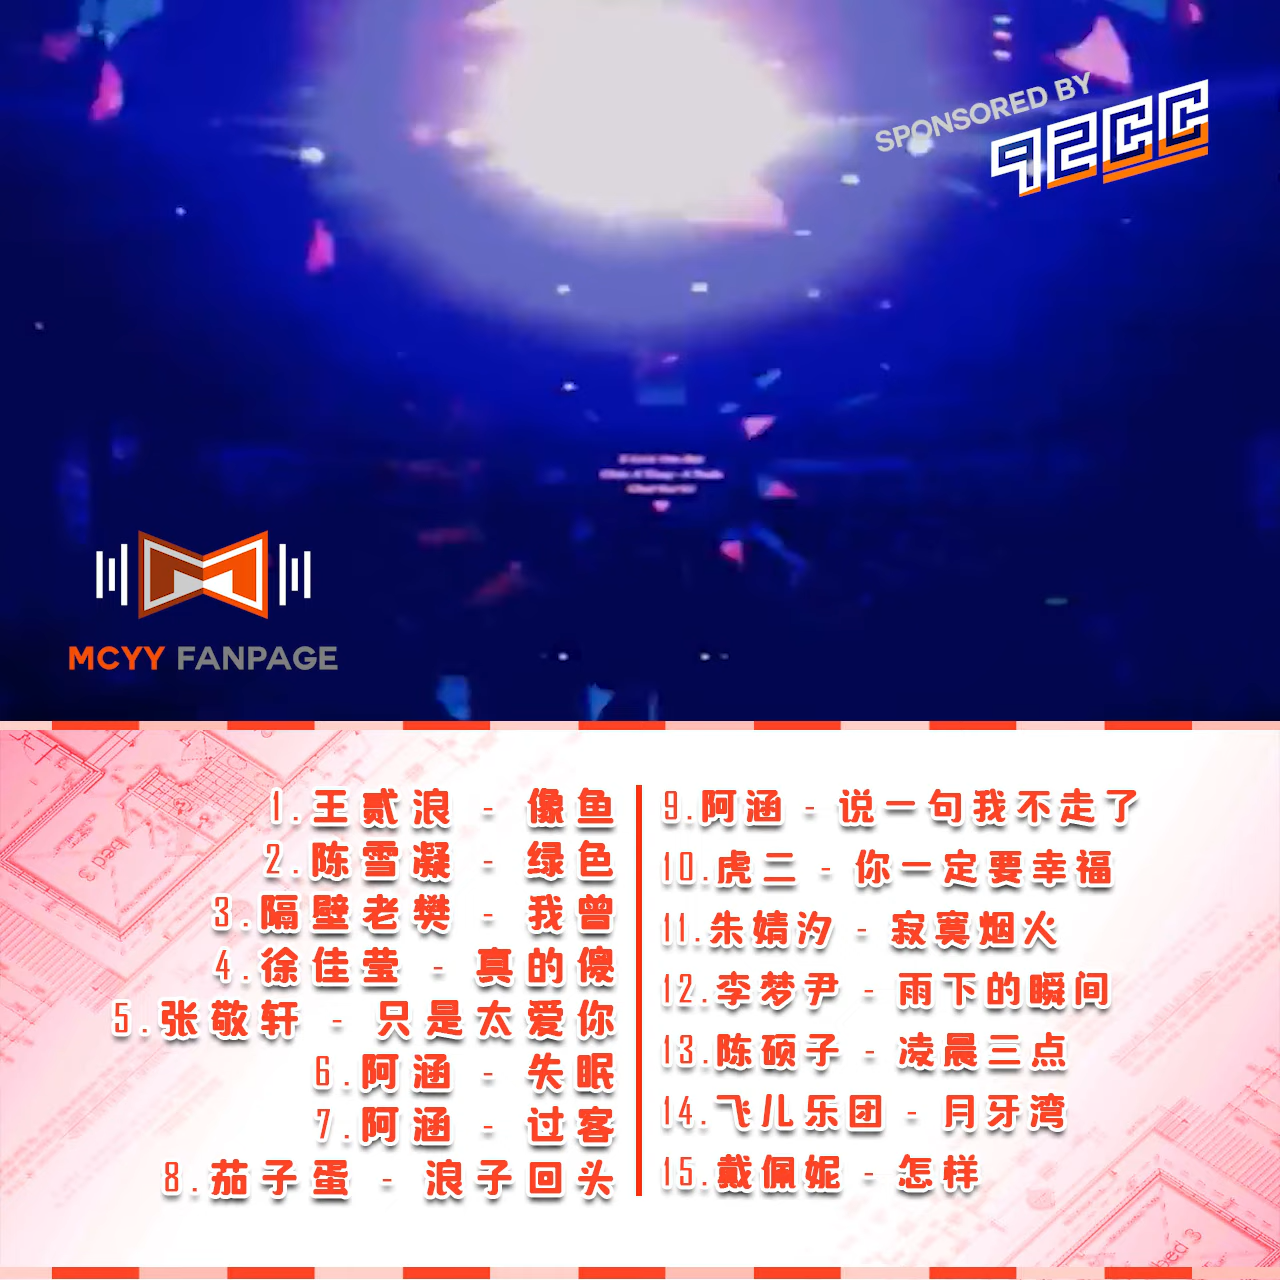 SPONSORED BY
92CC
MCYY FANPAGE
1.王贰浪 - 像鱼
2.陈雪凝 - 绿色
3.隔壁老樊 - 我曾
4.徐佳莹 - 真的傻
5.张敬轩 - 只是太爱你
6.阿涵 - 失眠
7.阿涵 - 过客
8.茄子蛋 - 浪子回头
9.阿涵 - 说一句我不走了
10.虎二 - 你一定要幸福
11.朱婧汐 - 寂寞烟火
12.李梦尹 - 雨下的瞬间
13.陈硕子 - 凌晨三点
14.飞儿乐团 - 月牙湾
15.戴佩妮 - 怎样